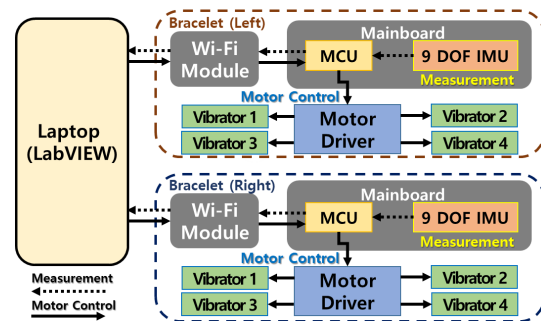 Bracelet (Left)
Mainboard
Wi-Fi
Module
MCU
9 DOF IMU
Measurement
Motor Control
Vibrator 1
Vibrator 3
Motor
Driver
Vibrator 2
Vibrator 4
Laptop
(LabVIEW)
Bracelet (Right)
Mainboard
Wi-Fi
Module
MCU
9 DOF IMU
Measurement
Motor Control
Vibrator 1
Vibrator 3
Motor
Driver
Vibrator 2
Vibrator 4
Measurement
Motor Control